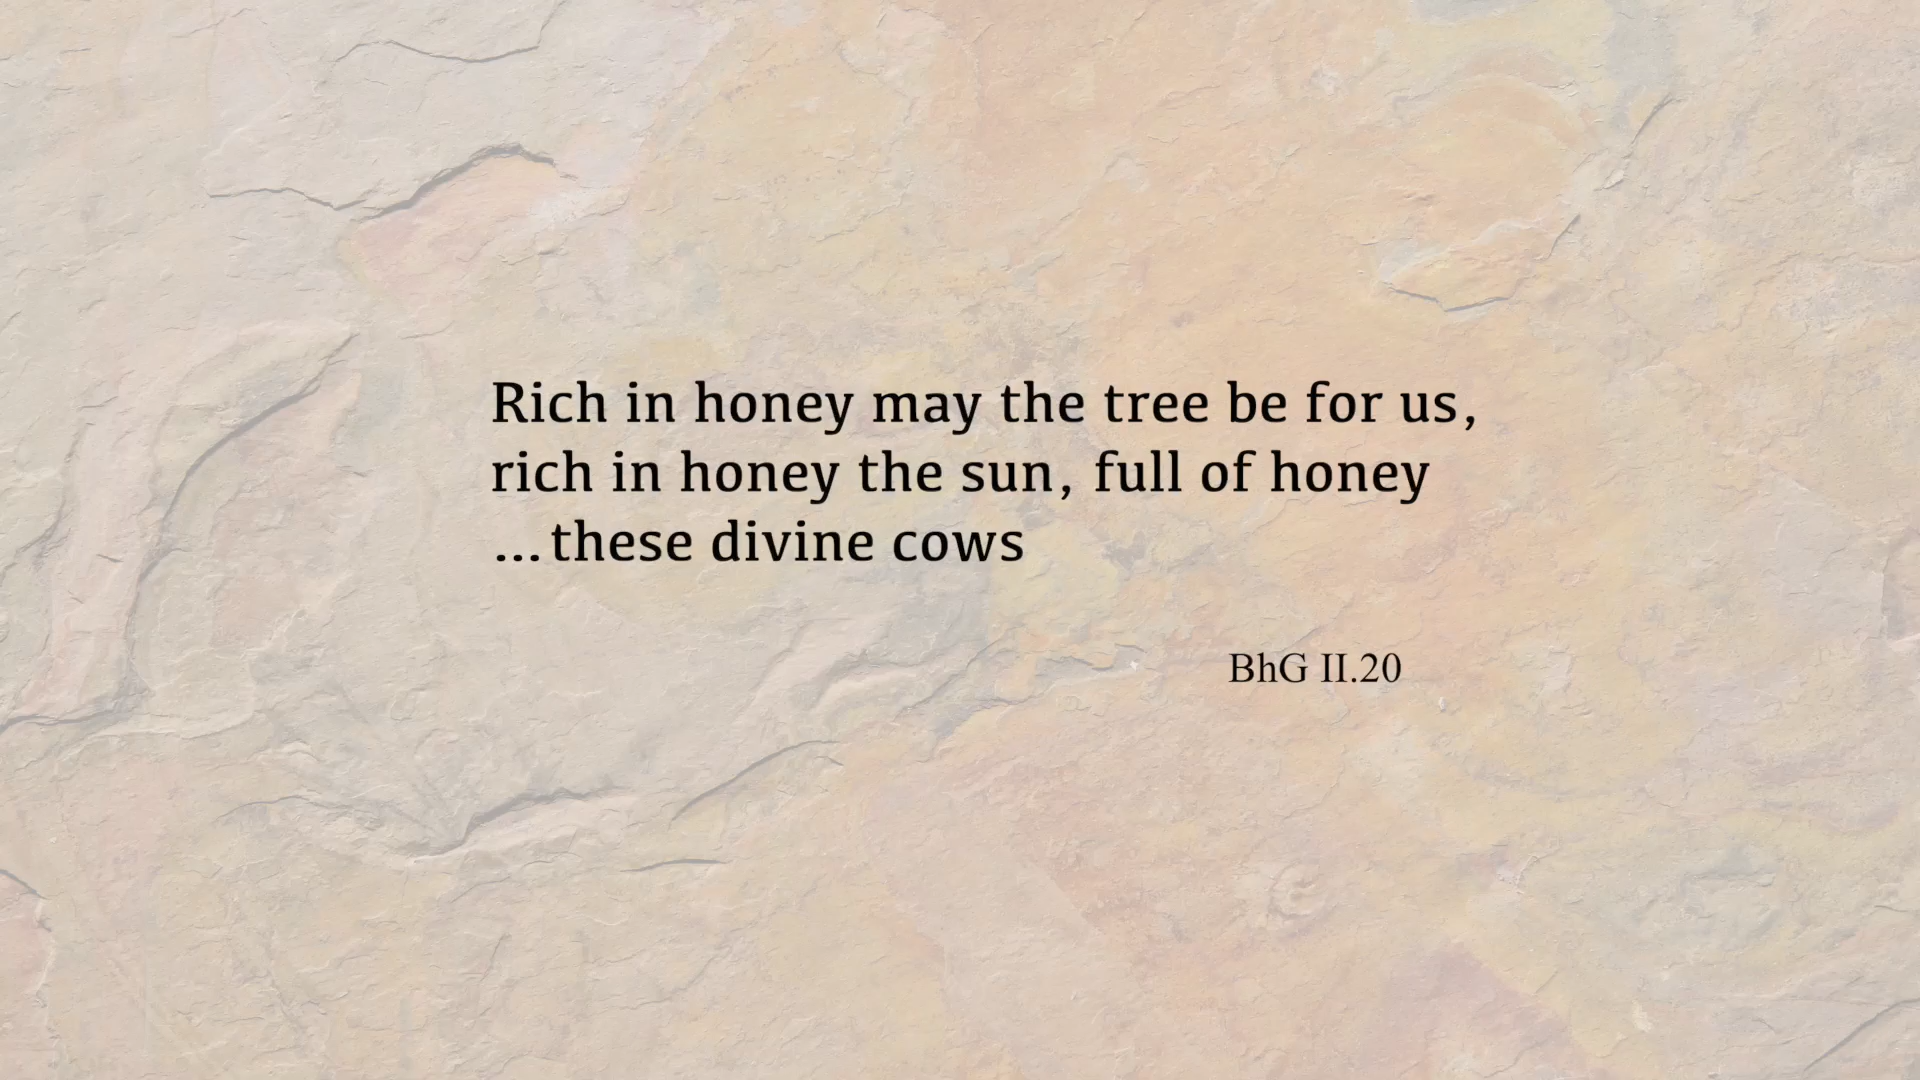 Rich in honey may the tree be for us,
rich in honey the sun, full of honey
...these divine cows
BhG II.20